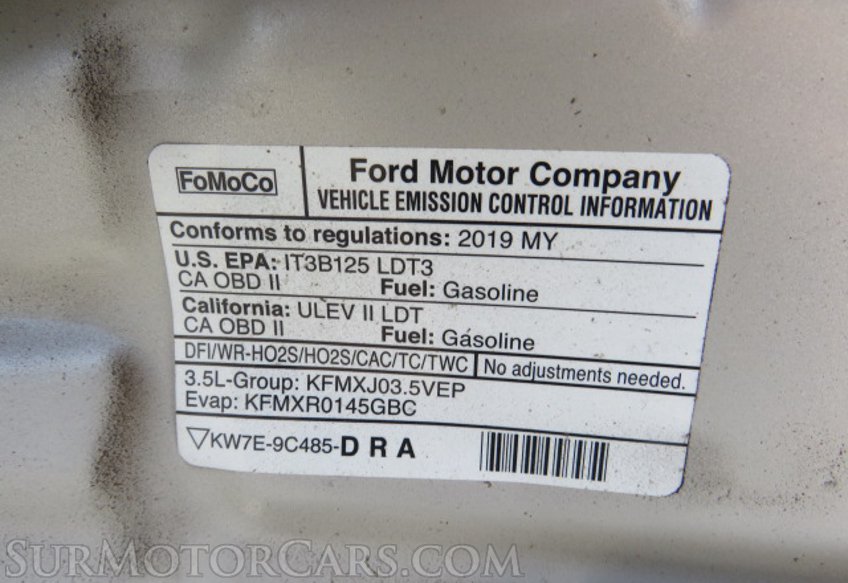 FoMoCo
Ford Motor Company
VEHICLE EMISSION CONTROL INFORMATION
Conforms to regulations: 2019 MY
U.S. EPA: IT3B125 LDT3
CA OBD II Fuel: Gasoline
California: ULEV II LDT
CA OBD II Fuel: Gasoline
DFI/WR-HO2S/HO2S/CAC/TC/TWC No adjustments needed.
3.5L-Group: KFMXJ03.5VEP
Evap: KFMXR0145GBC
KW7E-9C485-DRA
SurMotorCars.com